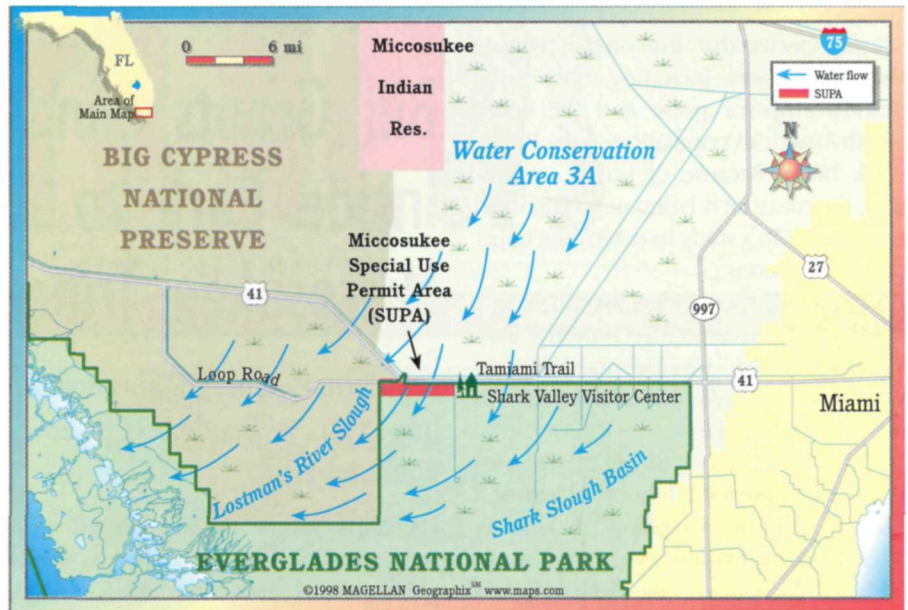 FL
Area of
Main Map
0 6 mi
Miccosukee
Indian
Res.
75
Water flow
SUPA
N
BIG CYPRESS
NATIONAL
PRESERVE
Water Conservation
Area 3A
Miccosukee
Special Use
Permit Area
(SUPA)
41
27
997
Loop Road
Tamiami Trail
41
Shark Valley Visitor Center
Miami
Lostman's River Slough
Shark Slough Basin
EVERGLADES NATIONAL PARK
©1998 MAGELLAN Geographix℠ www.maps.com